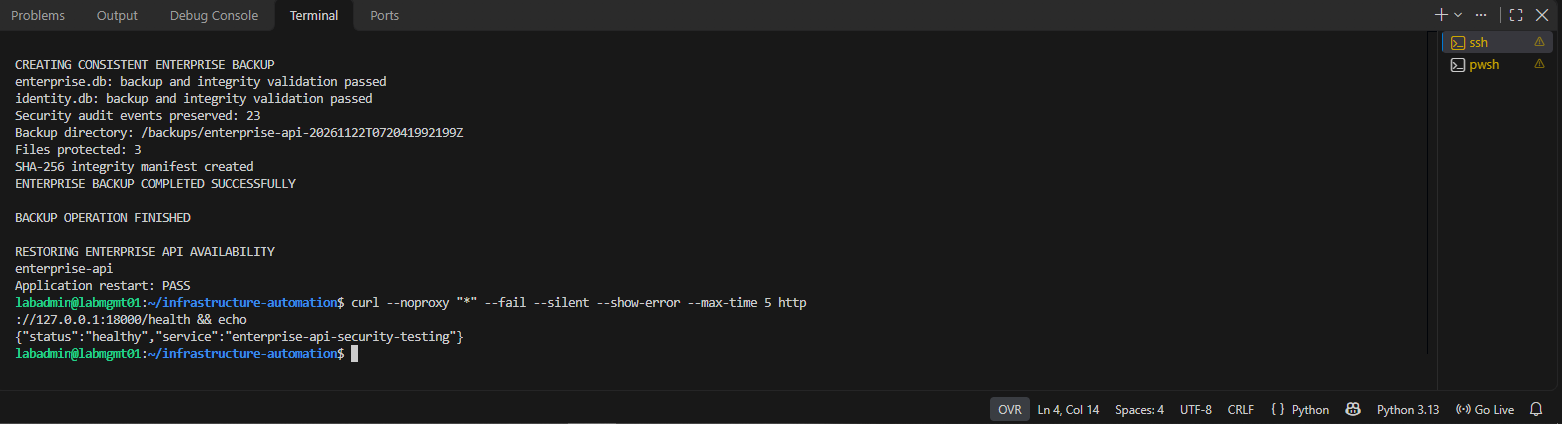 Problems Output Debug Console Terminal Ports
ssh
pwsh
CREATING CONSISTENT ENTERPRISE BACKUP
enterprise.db: backup and integrity validation passed
identity.db: backup and integrity validation passed
Security audit events preserved: 23
Backup directory: /backups/enterprise-api-20261122T072041992199Z
Files protected: 3
SHA-256 integrity manifest created
ENTERPRISE BACKUP COMPLETED SUCCESSFULLY
BACKUP OPERATION FINISHED
RESTORING ENTERPRISE API AVAILABILITY
enterprise-api
Application restart: PASS
labadmin@labmgmt01:~/infrastructure-automation$ curl --noproxy "*" --fail --silent --show-error --max-time 5 http
://127.0.0.1:18000/health && echo
{"status":"healthy","service":"enterprise-api-security-testing"}
labadmin@labmgmt01:~/infrastructure-automation$
OVR Ln 4, Col 14 Spaces: 4 UTF-8 CRLF { } Python Python 3.13 Go Live